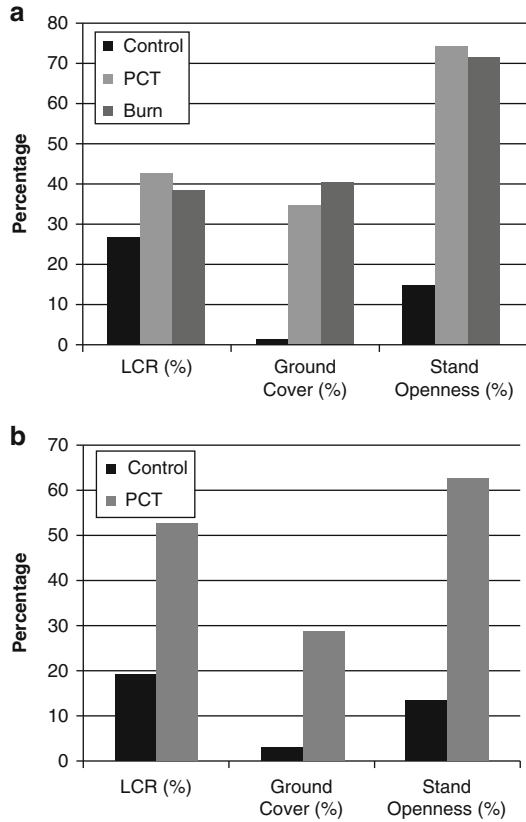 a
80
70
60
50
40
30
20
10
0
Percentage
Control
PCT
Burn
LCR (%)
Ground
Cover (%)
Stand
Openness (%)
b
70
60
50
40
30
20
10
0
Percentage
Control
PCT
LCR (%)
Ground
Cover (%)
Stand
Openness (%)